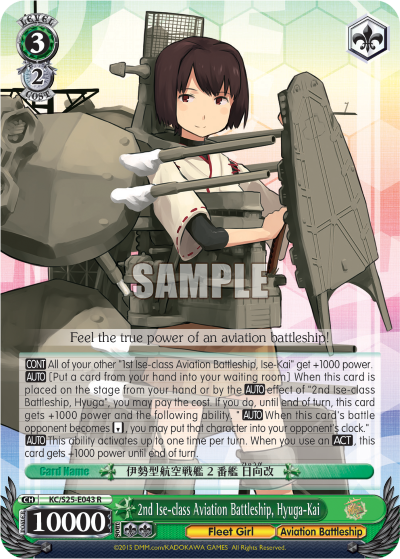 LEVEL
3
2
COST
SAMPLE
Feel the true power of an aviation battleship!
CONT All of your other "1st Ise-class Aviation Battleship, Ise-Kai" get +1000 power.
AUTO [Put a card from your hand into your waiting room] When this card is
placed on the stage from your hand or by the AUTO effect of "2nd Ise-class
Battleship, Hyuga", you may pay the cost. If you do, until end of turn, this card
gets +1000 power and the following ability. "AUTO When this card's battle
opponent becomes [•], you may put that character into your opponent's clock."
AUTO This ability activates up to one time per turn. When you use an ACT, this
card gets +1000 power until end of turn.
Card Name 伊勢型航空戦艦 2番艦 日向改
CH KC/S25-E043 R
2nd Ise-class Aviation Battleship, Hyuga-Kai
10000
SOUL
Fleet Girl
Aviation Battleship
©2015 DMM.com/KADOKAWA GAMES All Rights Reserved.